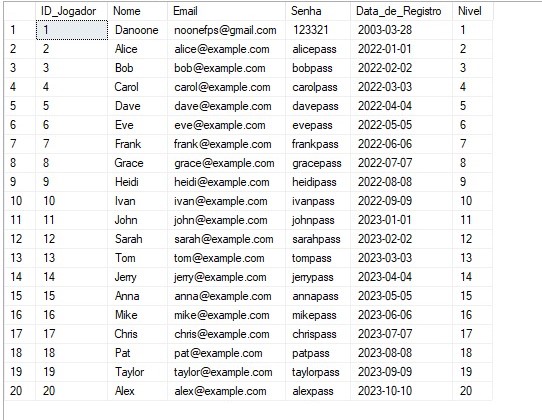 ID_Jogador Nome Email Senha Data_de_Registro Nivel
1 1 Danoone noonefps@gmail.com 123321 2003-03-28 1
2 2 Alice alice@example.com alicepass 2022-01-01 2
3 3 Bob bob@example.com bobpass 2022-02-02 3
4 4 Carol carol@example.com carolpass 2022-03-03 4
5 5 Dave dave@example.com davepass 2022-04-04 5
6 6 Eve eve@example.com evepass 2022-05-05 6
7 7 Frank frank@example.com frankpass 2022-06-06 7
8 8 Grace grace@example.com gracepass 2022-07-07 8
9 9 Heidi heidi@example.com heidipass 2022-08-08 9
10 10 Ivan ivan@example.com ivanpass 2022-09-09 10
11 11 John john@example.com johnpass 2023-01-01 11
12 12 Sarah sarah@example.com sarahpass 2023-02-02 12
13 13 Tom tom@example.com tompass 2023-03-03 13
14 14 Jerry jerry@example.com jerrypass 2023-04-04 14
15 15 Anna anna@example.com annapass 2023-05-05 15
16 16 Mike mike@example.com mikepass 2023-06-06 16
17 17 Chris chris@example.com chrispass 2023-07-07 17
18 18 Pat pat@example.com patpass 2023-08-08 18
19 19 Taylor taylor@example.com taylorpass 2023-09-09 19
20 20 Alex alex@example.com alexpass 2023-10-10 20